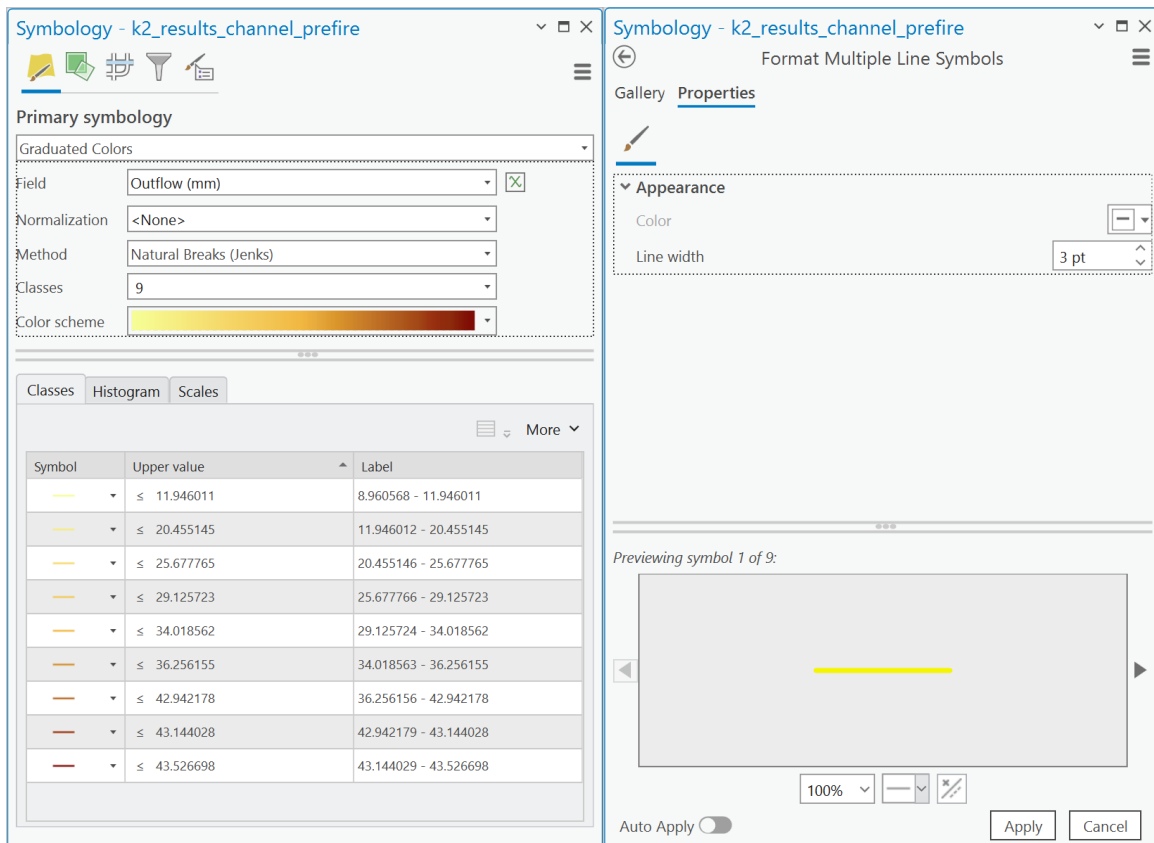 Symbology - k2_results_channel_prefire
Primary symbology
Graduated Colors
Field Outflow (mm)
Normalization <None>
Method Natural Breaks (Jenks)
Classes 9
Color scheme
Classes Histogram Scales
More
Symbol Upper value Label
≤ 11.946011 8.960568 - 11.946011
≤ 20.455145 11.946012 - 20.455145
≤ 25.677765 20.455146 - 25.677765
≤ 29.125723 25.677766 - 29.125723
≤ 34.018562 29.125724 - 34.018562
≤ 36.256155 34.018563 - 36.256155
≤ 42.942178 36.256156 - 42.942178
≤ 43.144028 42.942179 - 43.144028
≤ 43.526698 43.144029 - 43.526698
Symbology - k2_results_channel_prefire
Format Multiple Line Symbols
Gallery Properties
Appearance
Color
Line width 3 pt
Previewing symbol 1 of 9:
100%
Auto Apply Apply Cancel